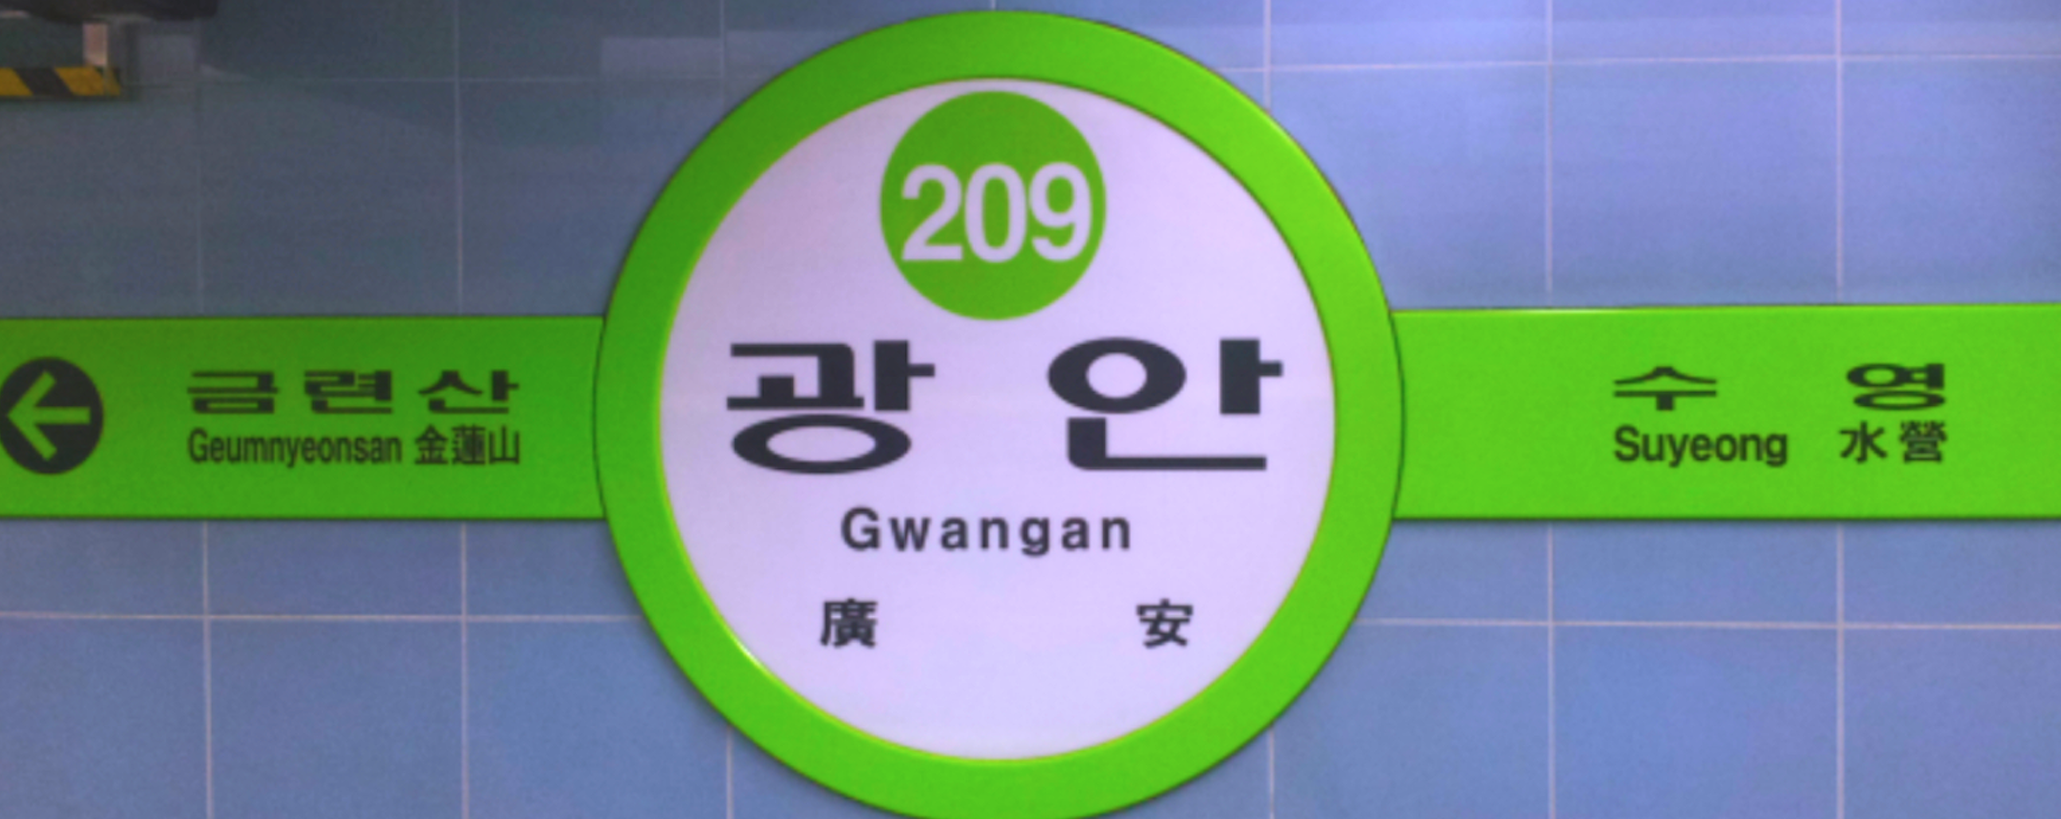 209
금련산
Geumnyeonsan 金蓮山
광안
Gwangan
廣安
수영
Suyeong 水營